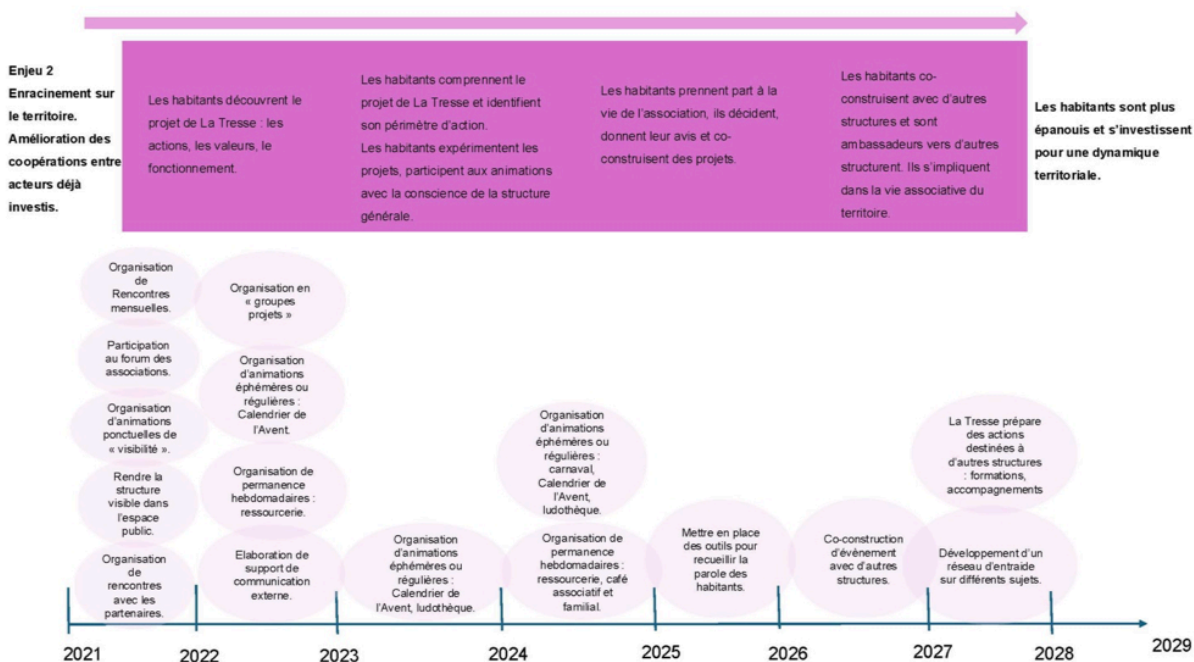 Enjeu 2
Enracinement sur
le territoire.
Amélioration des
coopérations entre
acteurs déjà
investis.
Les habitants découvrent le
projet de La Tresse : les
actions, les valeurs, le
fonctionnement.
Les habitants comprennent le
projet de La Tresse et identifient
son périmètre d'action.
Les habitants expérimentent les
projets, participent aux animations
avec la conscience de la structure
générale.
Les habitants prennent part à la
vie de l'association, ils décident,
donnent leur avis et co-
construisent des projets.
Les habitants co-
construisent avec d'autres
structures et sont
ambassadeurs vers d'autres
structurent. Ils s'impliquent
dans la vie associative du
territoire.
Les habitants sont plus
épanouis et s'investissent
pour une dynamique
territoriale.
Organisation
de
Rencontres
mensuelles.
Participation
au forum des
associations.
Organisation
d'animations
ponctuelles de
« visibilité ».
Rendre la
structure
visible dans
l'espace
public.
Organisation
de
rencontres
avec les
partenaires.
Organisation en
« groupes
projets »
Organisation
d'animations
éphémères ou
régulières :
Calendrier de
l'Avent.
Organisation de
permanence
hebdomadaires :
ressourcerie.
Elaboration de
support de
communication
externe.
Organisation
d'animations
éphémères ou
régulières :
Calendrier de
l'Avent, ludothèque.
Organisation
d'animations
éphémères ou
régulières :
carnaval,
Calendrier de
l'Avent,
ludothèque.
Organisation de
permanence
hebdomadaires :
ressourcerie, café
associatif et
familial.
Mettre en place
des outils pour
recueillir la
parole des
habitants.
Co-construction
d'évènement
avec d'autres
structures.
La Tresse prépare
des actions
destinées à
d'autres structures
: formations,
accompagnements
Développement d'un
réseau d'entraide
sur différents sujets.
2021
2022
2023
2024
2025
2026
2027
2028
2029